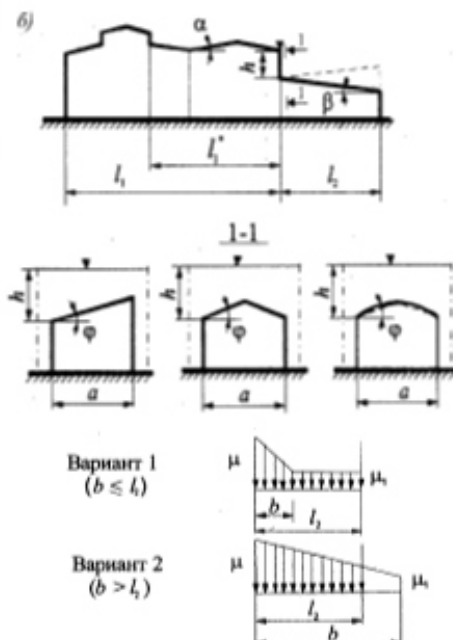 б)
α
1
h
1
β
l₁*
l₁ l₂
1-1
h h h
φ φ φ
a a a
Вариант 1
(b ≤ l₂)
μ μ₁
b
l₂
Вариант 2
(b > l₂)
μ μ₁
l₂
b